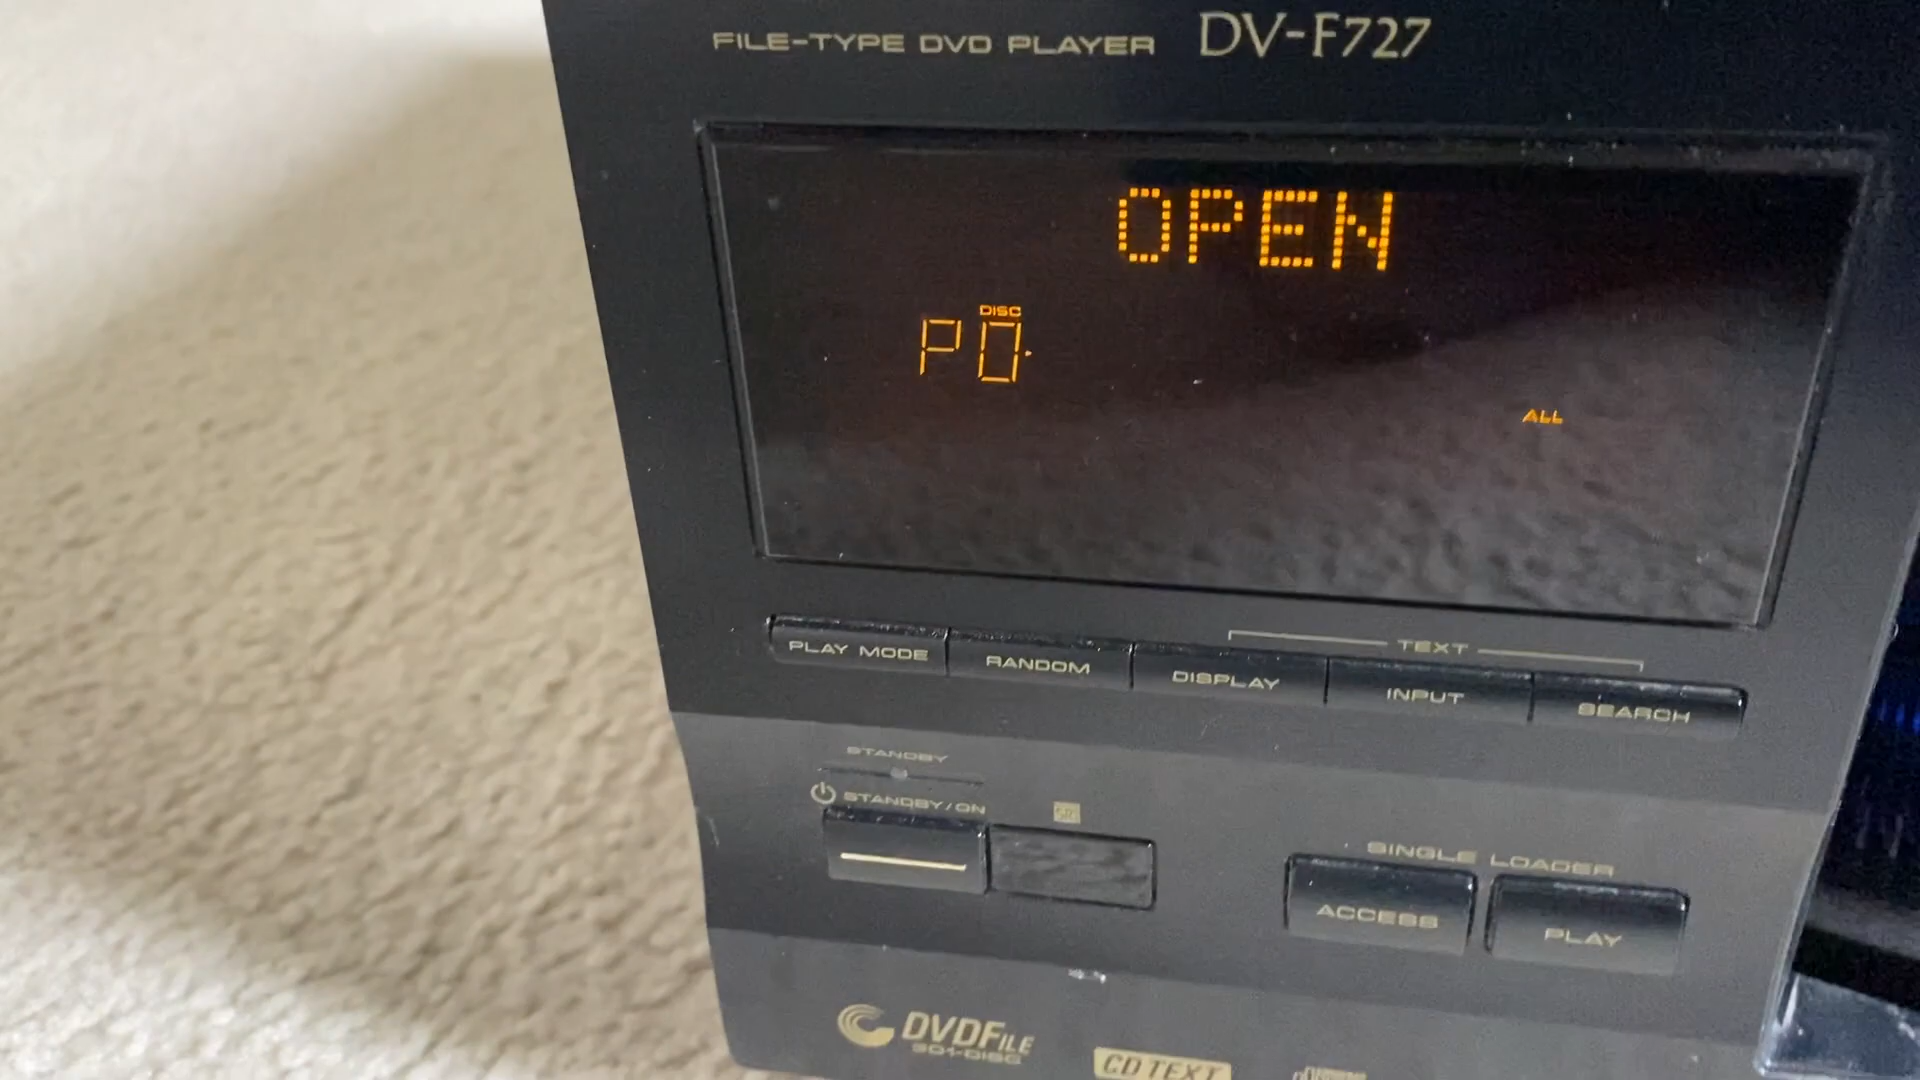 FILE-TYPE DVD PLAYER DV-F727
OPEN
DISC
P0
ALL
TEXT
PLAY MODE RANDOM DISPLAY INPUT SEARCH
STANDBY
STANDBY/ON
SINGLE LOADER
ACCESS PLAY
DVDFILE
301-DISC
CD TEXT